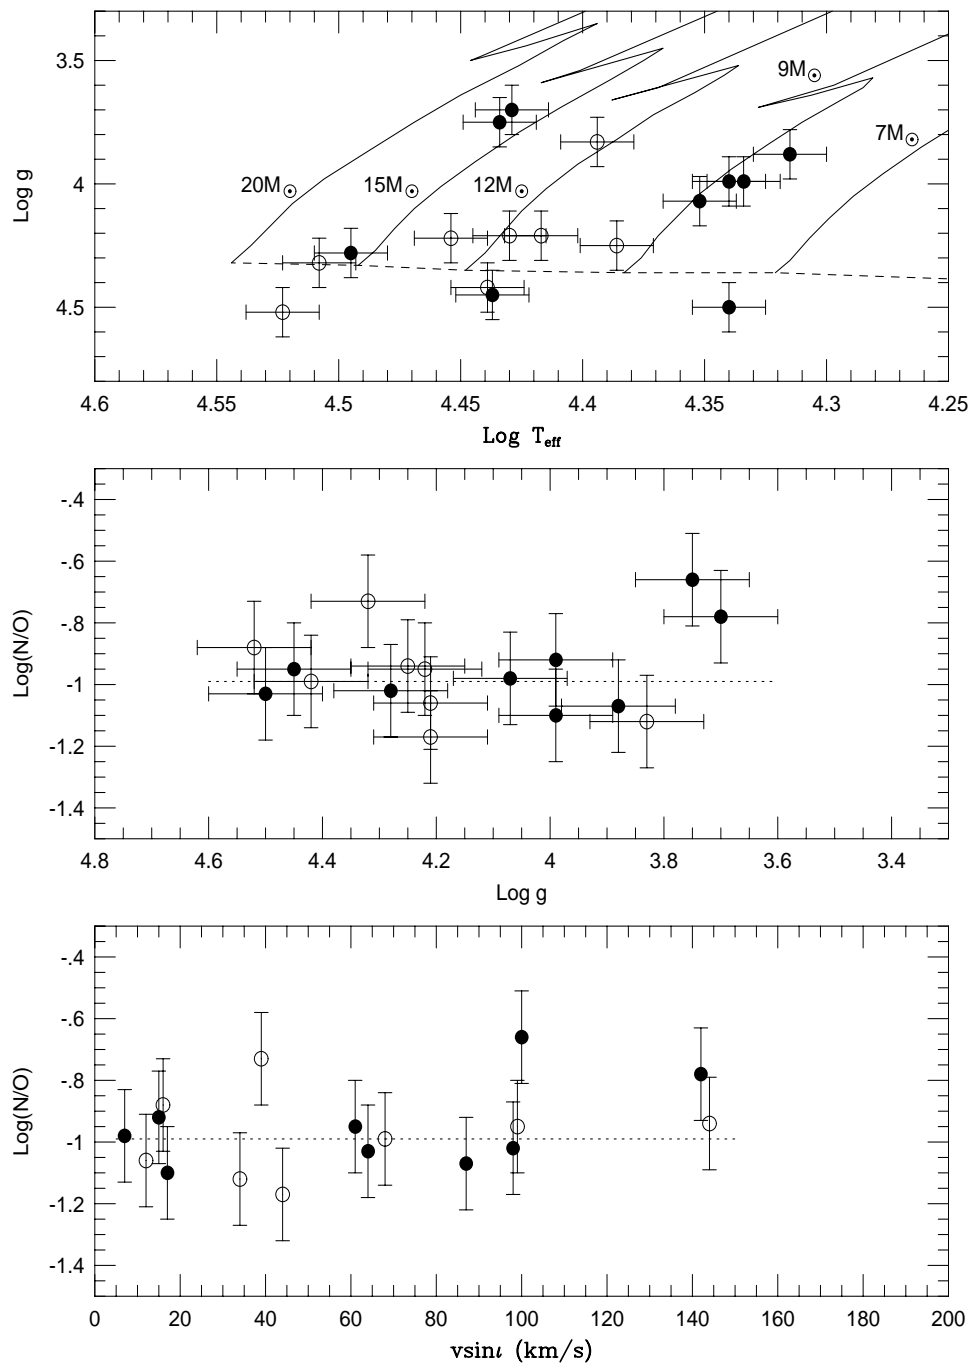 3.5
4
4.5
Log g
20M⊙
15M⊙
12M⊙
9M⊙
7M⊙
4.6 4.55 4.5 4.45 4.4 4.35 4.3 4.25
Log T_eff
-.4
-.6
-.8
-1
-1.2
-1.4
Log(N/O)
4.8 4.6 4.4 4.2 4 3.8 3.6 3.4
Log g
-.4
-.6
-.8
-1
-1.2
-1.4
Log(N/O)
0 20 40 60 80 100 120 140 160 180 200
vsinι (km/s)